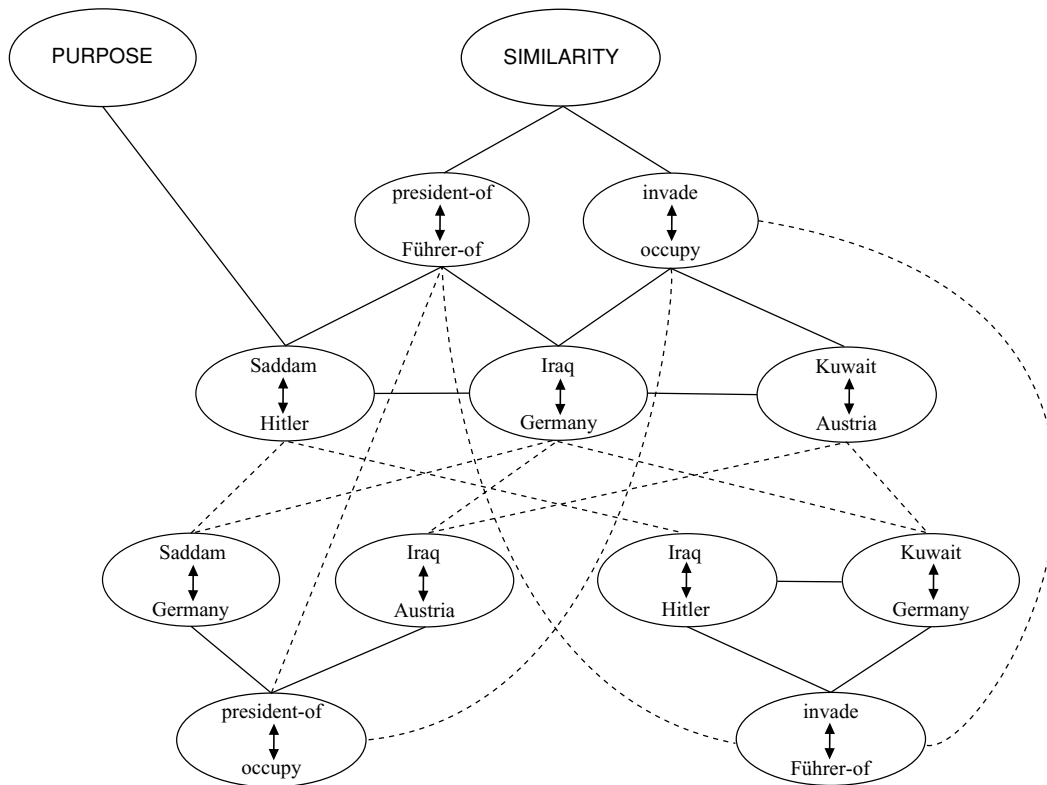 PURPOSE
SIMILARITY
president-of
Führer-of
invade
occupy
Saddam
Hitler
Iraq
Germany
Kuwait
Austria
Saddam
Germany
Iraq
Austria
Iraq
Hitler
Kuwait
Germany
president-of
occupy
invade
Führer-of